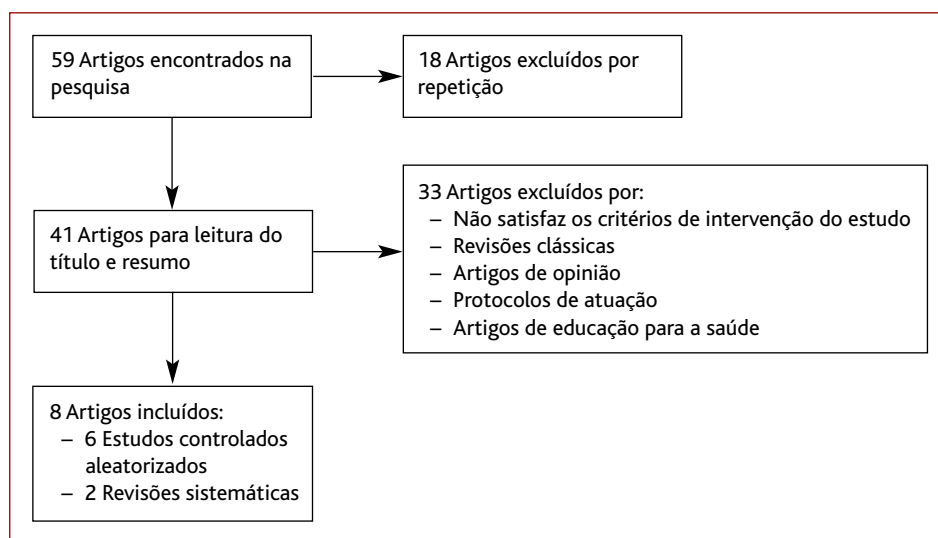 59 Artigos encontrados na
pesquisa
18 Artigos excluídos por
repetição
41 Artigos para leitura do
título e resumo
33 Artigos excluídos por:
– Não satisfaz os critérios de intervenção do estudo
– Revisões clássicas
– Artigos de opinião
– Protocolos de atuação
– Artigos de educação para a saúde
8 Artigos incluídos:
– 6 Estudos controlados
aleatorizados
– 2 Revisões sistemáticas